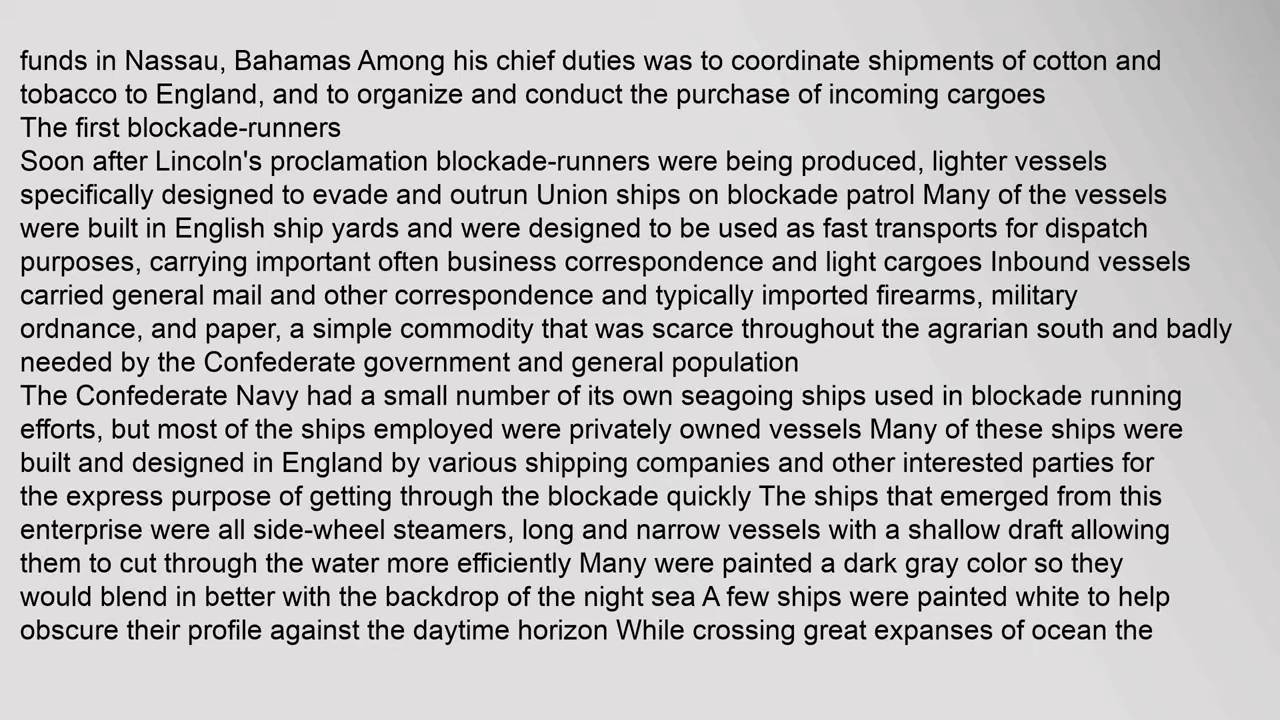 funds in Nassau, Bahamas Among his chief duties was to coordinate shipments of cotton and
tobacco to England, and to organize and conduct the purchase of incoming cargoes
The first blockade-runners
Soon after Lincoln's proclamation blockade-runners were being produced, lighter vessels
specifically designed to evade and outrun Union ships on blockade patrol Many of the vessels
were built in English ship yards and were designed to be used as fast transports for dispatch
purposes, carrying important often business correspondence and light cargoes Inbound vessels
carried general mail and other correspondence and typically imported firearms, military
ordnance, and paper, a simple commodity that was scarce throughout the agrarian south and badly
needed by the Confederate government and general population
The Confederate Navy had a small number of its own seagoing ships used in blockade running
efforts, but most of the ships employed were privately owned vessels Many of these ships were
built and designed in England by various shipping companies and other interested parties for
the express purpose of getting through the blockade quickly The ships that emerged from this
enterprise were all side-wheel steamers, long and narrow vessels with a shallow draft allowing
them to cut through the water more efficiently Many were painted a dark gray color so they
would blend in better with the backdrop of the night sea A few ships were painted white to help
obscure their profile against the daytime horizon While crossing great expanses of ocean the